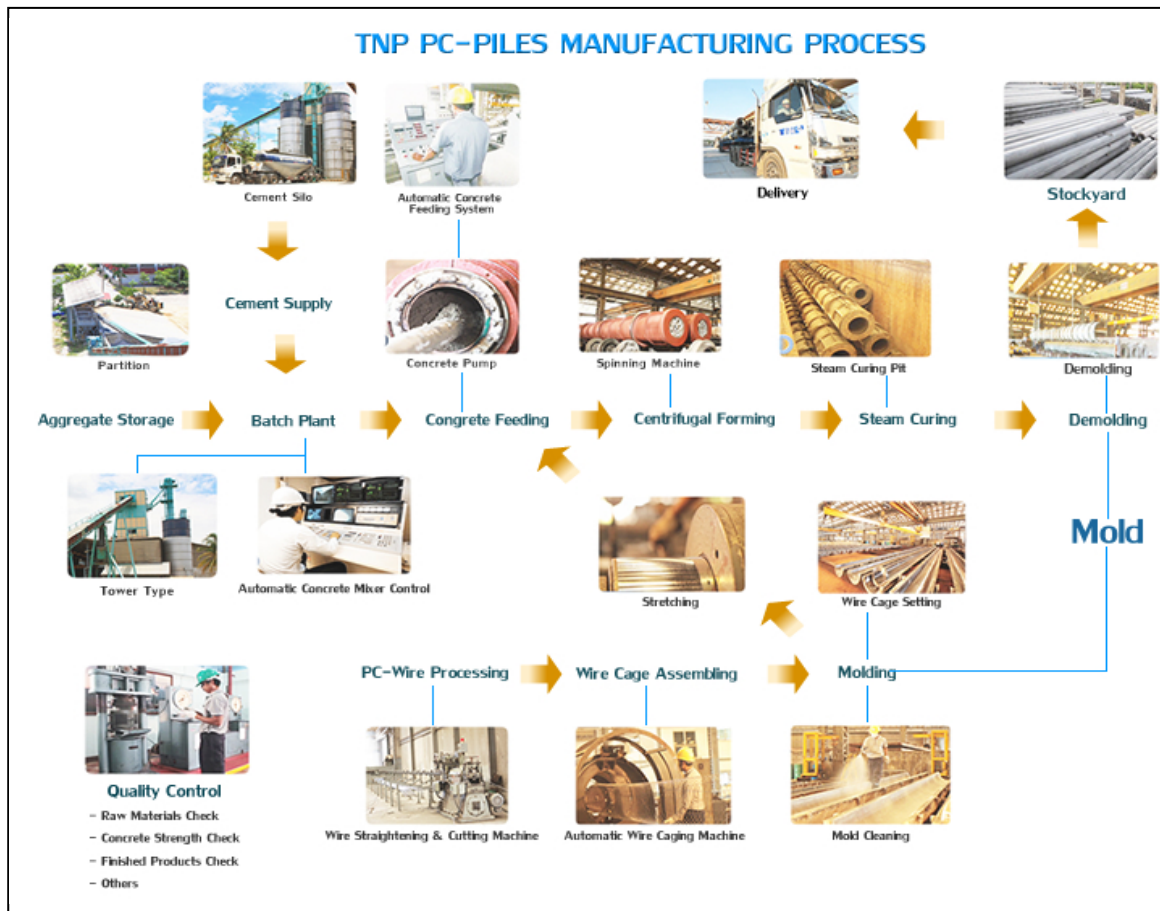 TNP PC-PILES MANUFACTURING PROCESS
Cement Silo
Automatic Concrete
Feeding System
Delivery
Stockyard
Cement Supply
Partition
Concrete Pump
Spinning Machine
Steam Curing Pit
Demolding
Aggregate Storage
Batch Plant
Congrete Feeding
Centrifugal Forming
Steam Curing
Demolding
Mold
Tower Type
Automatic Concrete Mixer Control
Stretching
Wire Cage Setting
PC-Wire Processing
Wire Cage Assembling
Molding
Quality Control
- Raw Materials Check
- Concrete Strength Check
- Finished Products Check
- Others
Wire Straightening & Cutting Machine
Automatic Wire Caging Machine
Mold Cleaning